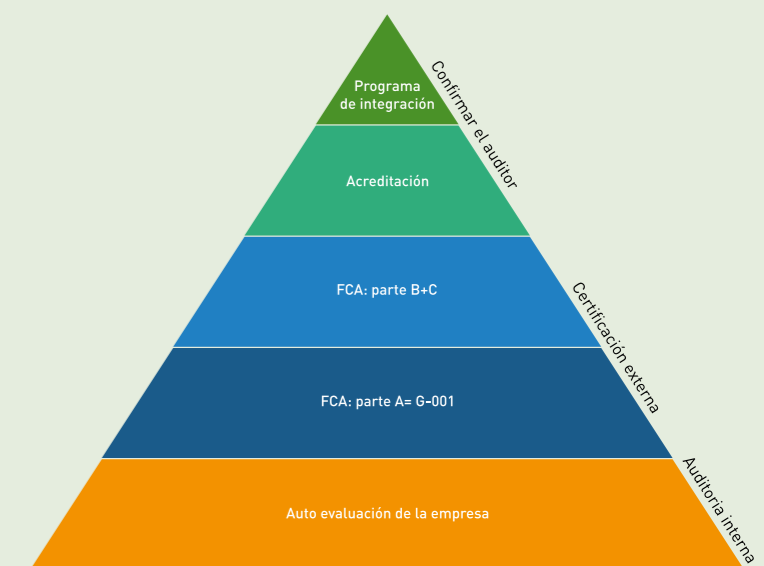 Programa
de integración
Confirmar el auditor
Acreditación
FCA: parte B+C
Certificación externa
FCA: parte A= G-001
Auditoria interna
Auto evaluación de la empresa